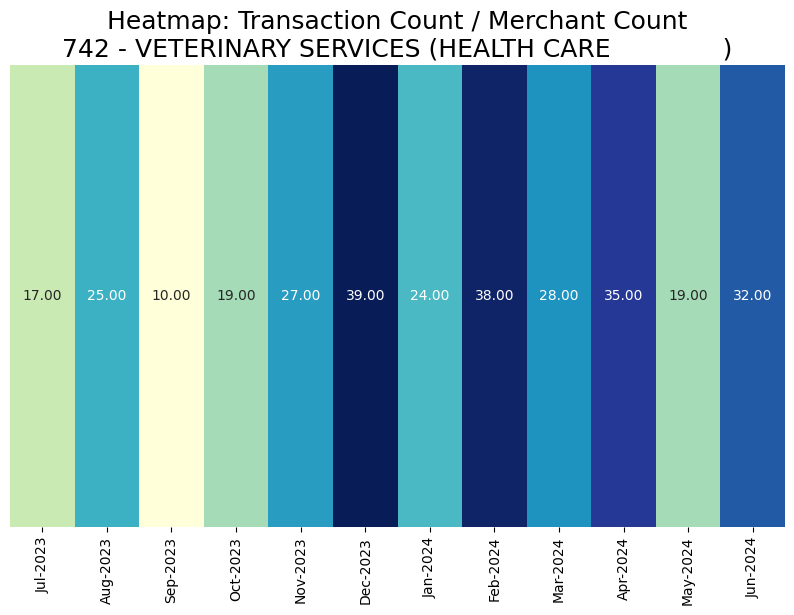 Heatmap: Transaction Count / Merchant Count
742 - VETERINARY SERVICES (HEALTH CARE              )
17.00 25.00 10.00 19.00 27.00 39.00 24.00 38.00 28.00 35.00 19.00 32.00
Jul-2023 Aug-2023 Sep-2023 Oct-2023 Nov-2023 Dec-2023 Jan-2024 Feb-2024 Mar-2024 Apr-2024 May-2024 Jun-2024